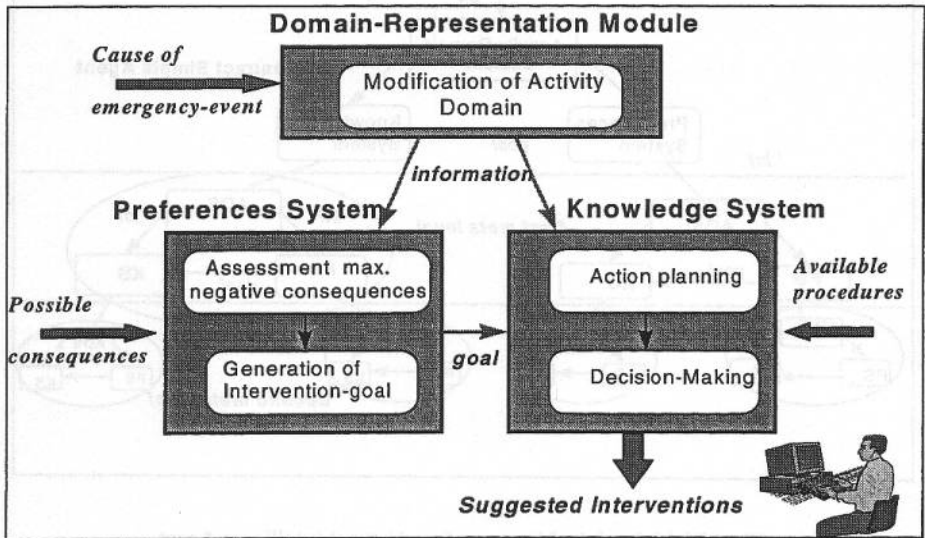 Domain-Representation Module
Cause of
emergency-event
Modification of Activity
Domain
information
Preferences System
Knowledge System
Assessment max.
negative consequences
Action planning
Available
procedures
Possible
consequences
goal
Generation of
Intervention-goal
Decision-Making
Suggested Interventions